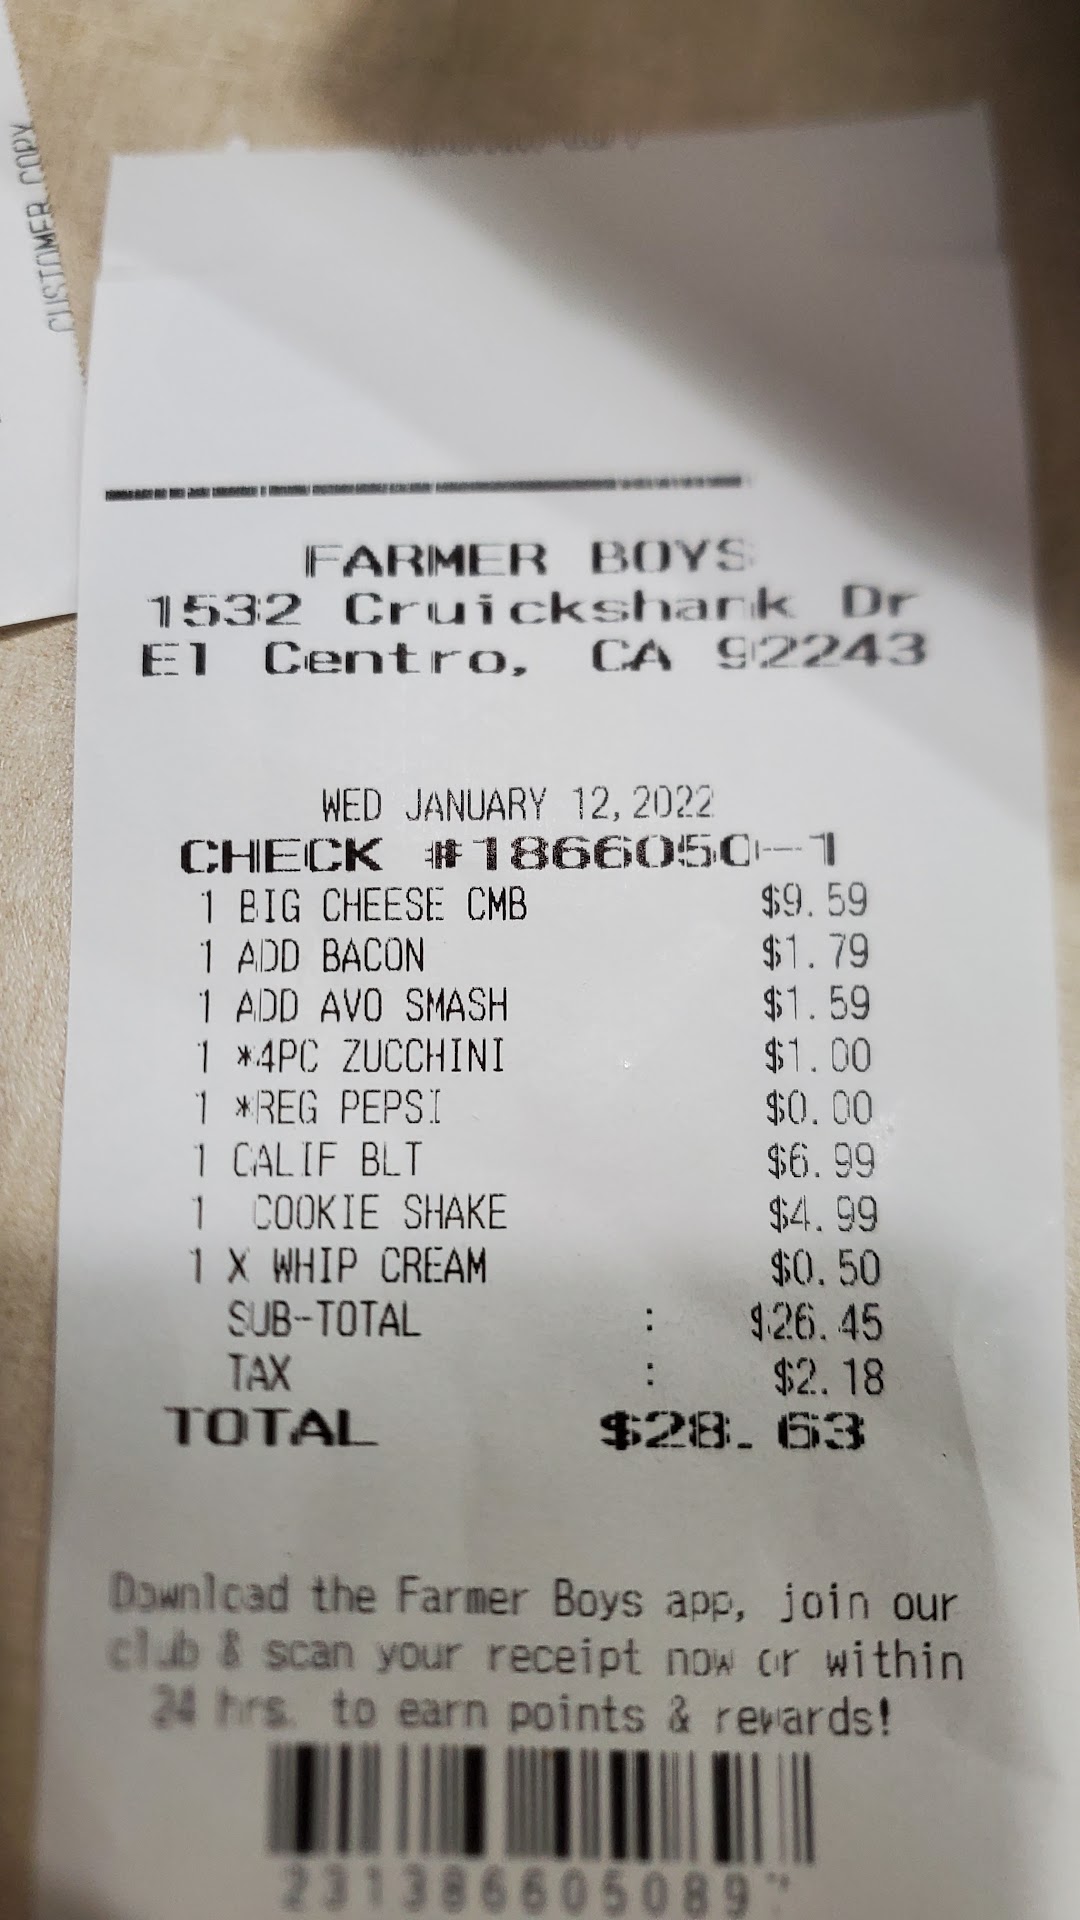 CUSTOMER COPY
FARMER BOYS
1532 Cruickshank Dr
El Centro, CA 92243
WED JANUARY 12, 2022
CHECK #1866050-1
1 BIG CHEESE CMB $9.59
1 ADD BACON $1.79
1 ADD AVO SMASH $1.59
1 *4PC ZUCCHINI $1.00
1 *REG PEPSI $0.00
1 CALIF BLT $6.99
1 COOKIE SHAKE $4.99
1 X WHIP CREAM $0.50
SUB-TOTAL : $26.45
TAX : $2.18
TOTAL $28.63
Download the Farmer Boys app, join our
club & scan your receipt now or within
24 hrs. to earn points & rewards!
231386605089